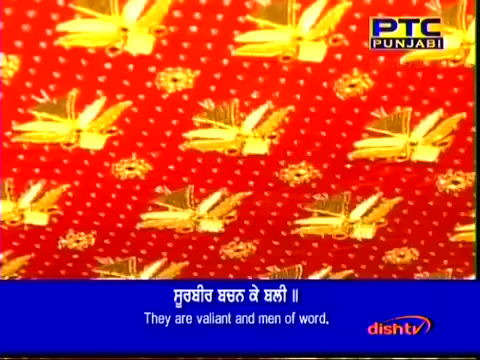 PTC
PUNJABI
ਸੂਰਬੀਰ ਬਚਨ ਕੇ ਬਲੀ ॥
They are valiant and men of word.
dishtv